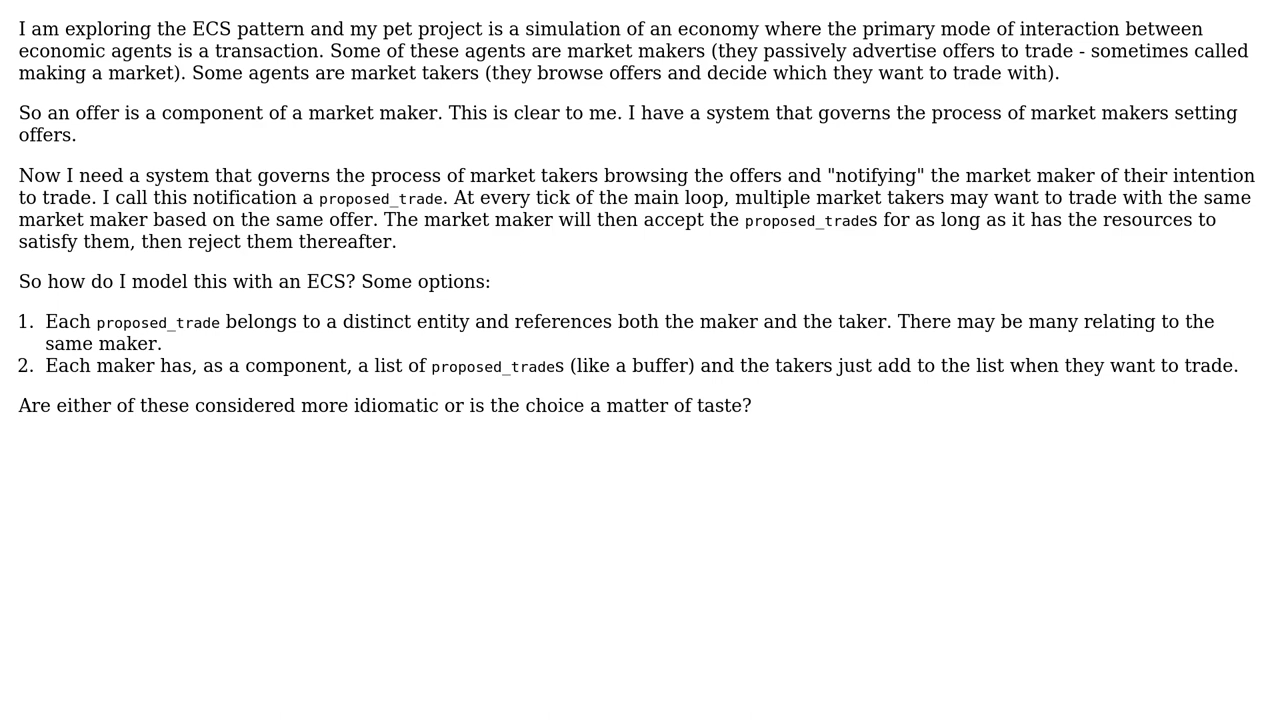 I am exploring the ECS pattern and my pet project is a simulation of an economy where the primary mode of interaction between
economic agents is a transaction. Some of these agents are market makers (they passively advertise offers to trade - sometimes called
making a market). Some agents are market takers (they browse offers and decide which they want to trade with).
So an offer is a component of a market maker. This is clear to me. I have a system that governs the process of market makers setting
offers.
Now I need a system that governs the process of market takers browsing the offers and "notifying" the market maker of their intention
to trade. I call this notification a proposed_trade. At every tick of the main loop, multiple market takers may want to trade with the same
market maker based on the same offer. The market maker will then accept the proposed_trades for as long as it has the resources to
satisfy them, then reject them thereafter.
So how do I model this with an ECS? Some options:
1. Each proposed_trade belongs to a distinct entity and references both the maker and the taker. There may be many relating to the
same maker.
2. Each maker has, as a component, a list of proposed_trades (like a buffer) and the takers just add to the list when they want to trade.
Are either of these considered more idiomatic or is the choice a matter of taste?